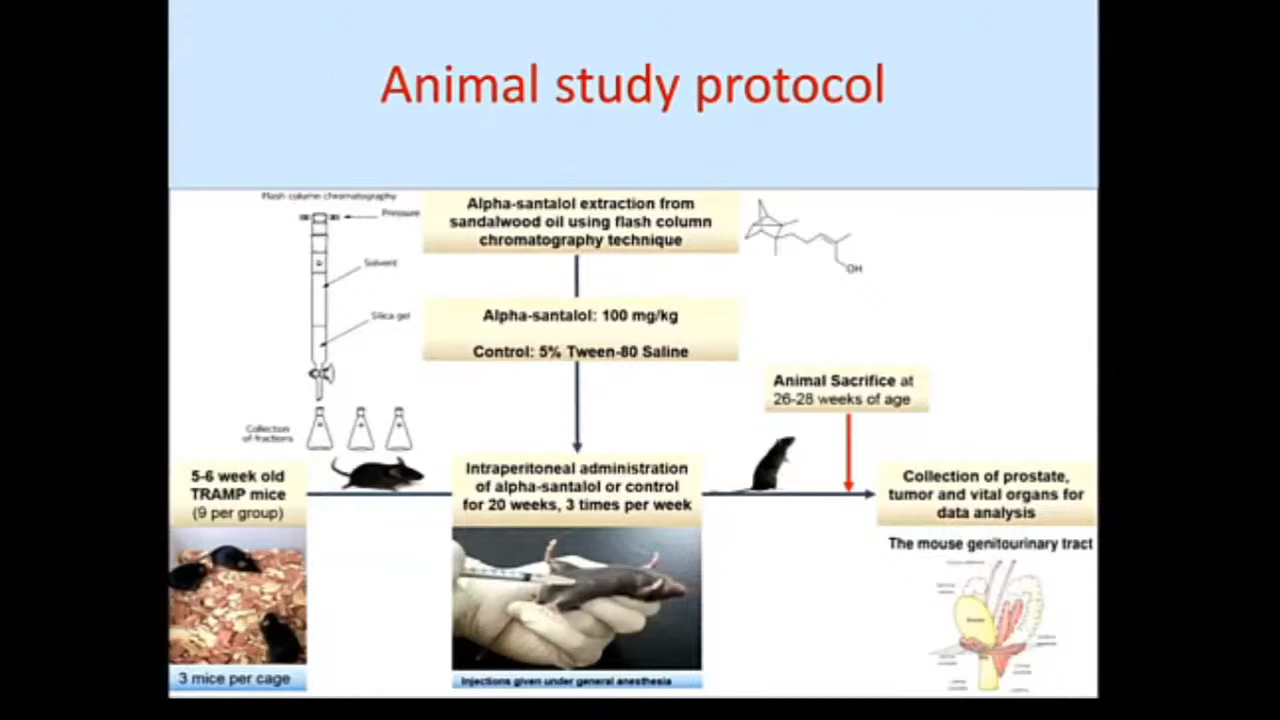 Animal study protocol
Flash column chromatography
Pressure
Solvent
Silica gel
Collection
of fractions
Alpha-santalol extraction from
sandalwood oil using flash column
chromatography technique
OH
Alpha-santalol: 100 mg/kg
Control: 5% Tween-80 Saline
Animal Sacrifice at
26-28 weeks of age
5-6 week old
TRAMP mice
(9 per group)
Intraperitoneal administration
of alpha-santalol or control
for 20 weeks, 3 times per week
Collection of prostate,
tumor and vital organs for
data analysis
The mouse genitourinary tract
3 mice per cage
Injections given under general anesthesia